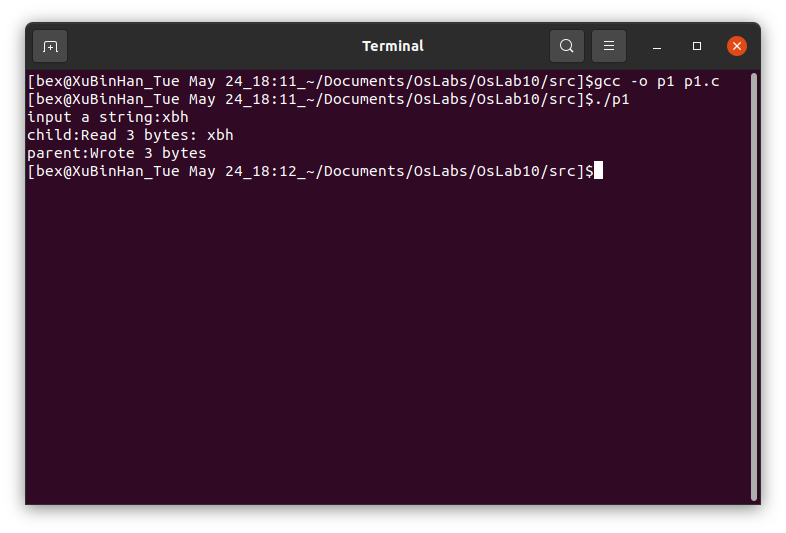 Terminal
[bex@XuBinHan_Tue May 24_18:11_~/Documents/OsLabs/OsLab10/src]$gcc -o p1 p1.c
[bex@XuBinHan_Tue May 24_18:11_~/Documents/OsLabs/OsLab10/src]$./p1
input a string:xbh
child:Read 3 bytes: xbh
parent:Wrote 3 bytes
[bex@XuBinHan_Tue May 24_18:12_~/Documents/OsLabs/OsLab10/src]$